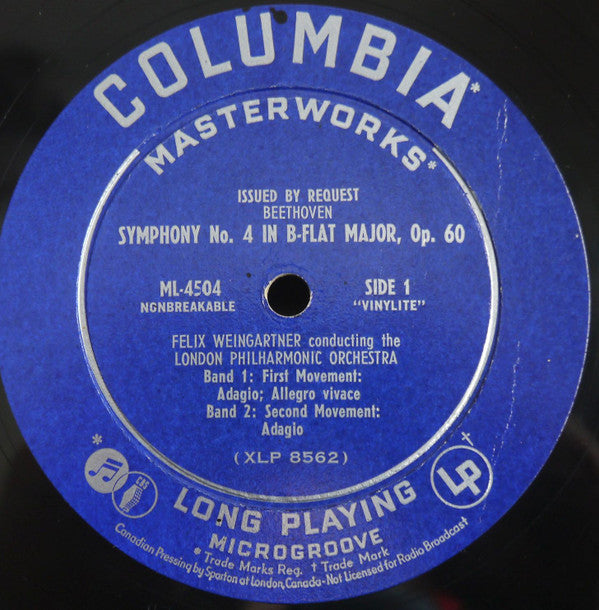 COLUMBIA*
MASTERWORKS*
ISSUED BY REQUEST
BEETHOVEN
SYMPHONY No. 4 IN B-FLAT MAJOR, Op. 60
ML-4504
NONBREAKABLE
SIDE 1
"VINYLITE"
FELIX WEINGARTNER conducting the
LONDON PHILHARMONIC ORCHESTRA
Band 1: First Movement:
Adagio; Allegro vivace
Band 2: Second Movement:
Adagio
(XLP 8562)
*
CBS
†
LP
LONG PLAYING
MICROGROOVE
* Trade Marks Reg. † Trade Mark
Canadian Pressing by Sparton at London, Canada-Not Licensed for Radio Broadcast